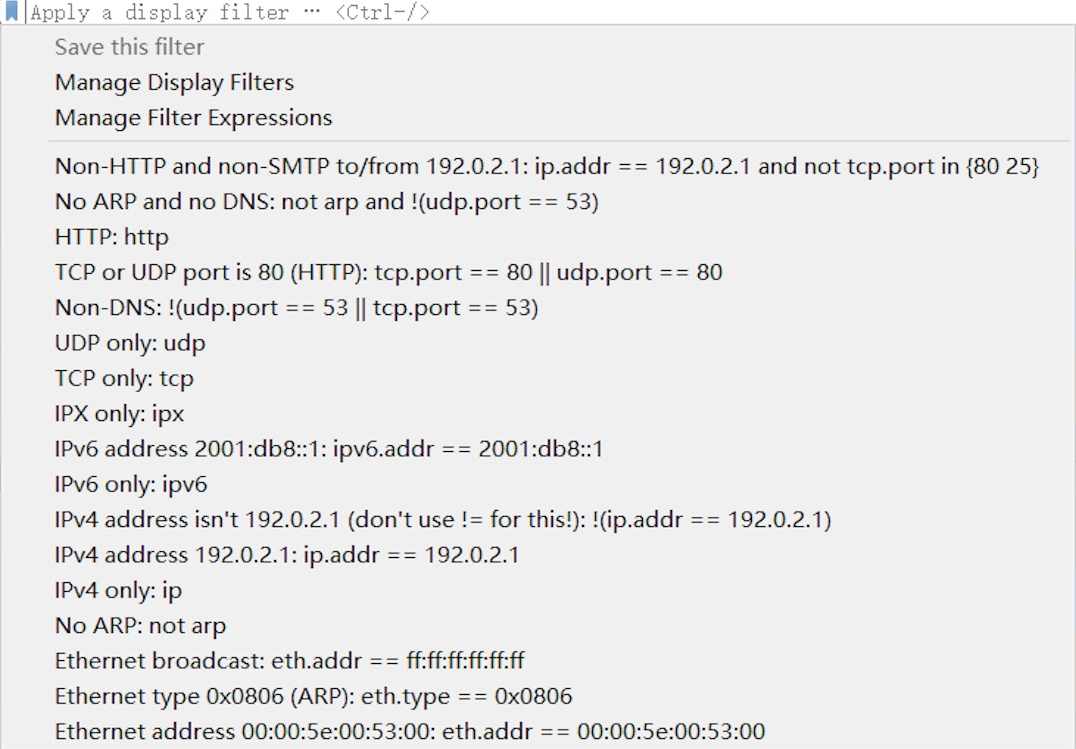 Apply a display filter … <Ctrl-/>
Save this filter
Manage Display Filters
Manage Filter Expressions
Non-HTTP and non-SMTP to/from 192.0.2.1: ip.addr == 192.0.2.1 and not tcp.port in {80 25}
No ARP and no DNS: not arp and !(udp.port == 53)
HTTP: http
TCP or UDP port is 80 (HTTP): tcp.port == 80 || udp.port == 80
Non-DNS: !(udp.port == 53 || tcp.port == 53)
UDP only: udp
TCP only: tcp
IPX only: ipx
IPv6 address 2001:db8::1: ipv6.addr == 2001:db8::1
IPv6 only: ipv6
IPv4 address isn't 192.0.2.1 (don't use != for this!): !(ip.addr == 192.0.2.1)
IPv4 address 192.0.2.1: ip.addr == 192.0.2.1
IPv4 only: ip
No ARP: not arp
Ethernet broadcast: eth.addr == ff:ff:ff:ff:ff:ff
Ethernet type 0x0806 (ARP): eth.type == 0x0806
Ethernet address 00:00:5e:00:53:00: eth.addr == 00:00:5e:00:53:00